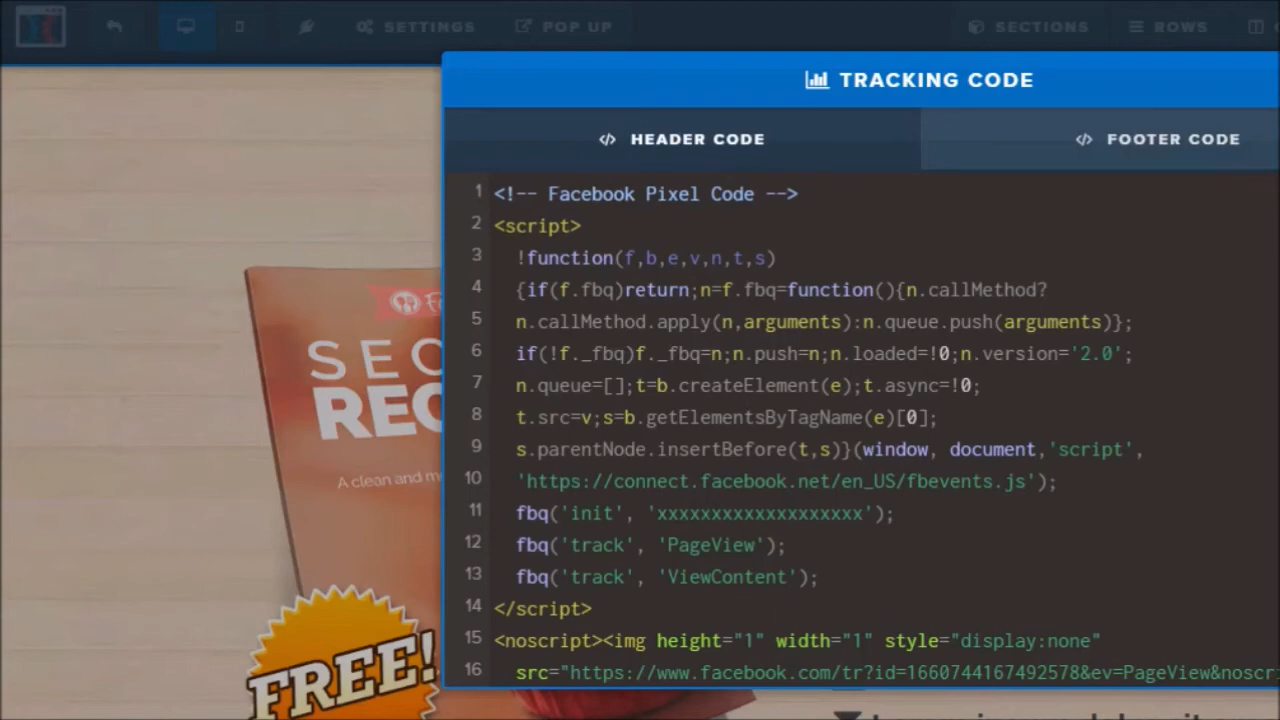 SETTINGS
POP UP
SECTIONS
ROWS
TRACKING CODE
HEADER CODE
FOOTER CODE
1 <!-- Facebook Pixel Code -->
2 <script>
3 !function(f,b,e,v,n,t,s)
4 {if(f.fbq)return;n=f.fbq=function(){n.callMethod?
5 n.callMethod.apply(n,arguments):n.queue.push(arguments)};
6 if(!f._fbq)f._fbq=n;n.push=n;n.loaded=!0;n.version='2.0';
7 n.queue=[];t=b.createElement(e);t.async=!0;
8 t.src=v;s=b.getElementsByTagName(e)[0];
9 s.parentNode.insertBefore(t,s)}(window, document,'script',
10 'https://connect.facebook.net/en_US/fbevents.js');
11 fbq('init', 'xxxxxxxxxxxxxxxxxxx');
12 fbq('track', 'PageView');
13 fbq('track', 'ViewContent');
14 </script>
15 <noscript><img height="1" width="1" style="display:none"
16 src="https://www.facebook.com/tr?id=1660744167492578&ev=PageView&noscri
SEC
REC
A clean and m
FREE!